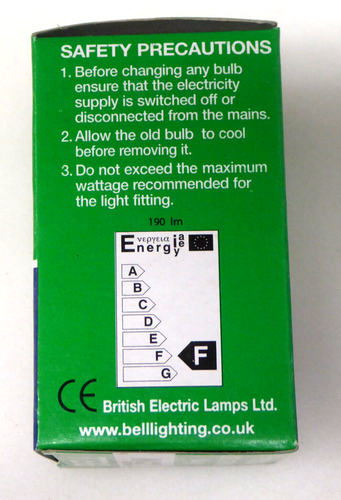 SAFETY PRECAUTIONS
1. Before changing any bulb
ensure that the electricity
supply is switched off or
disconnected from the mains.
2. Allow the old bulb to cool
before removing it.
3. Do not exceed the maximum
wattage recommended for
the light fitting.
190 lm
Energi a
ενεργεια e
y
A
B
C
D
E
F
G
F
CE British Electric Lamps Ltd.
www.belllighting.co.uk